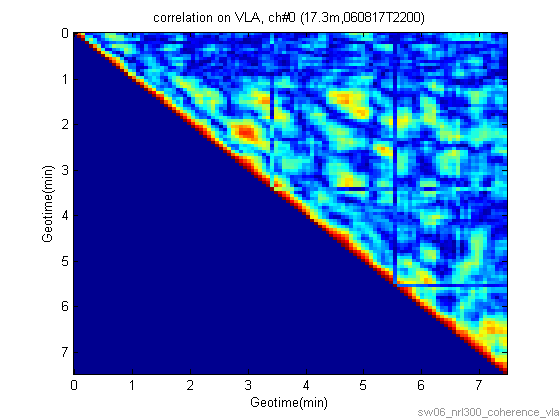 correlation on VLA, ch#0 (17.3m,060817T2200)
0
1
2
3
4
5
6
7
Geotime(min)
0 1 2 3 4 5 6 7
Geotime(min)
sw06_nrl300_coherence_vla